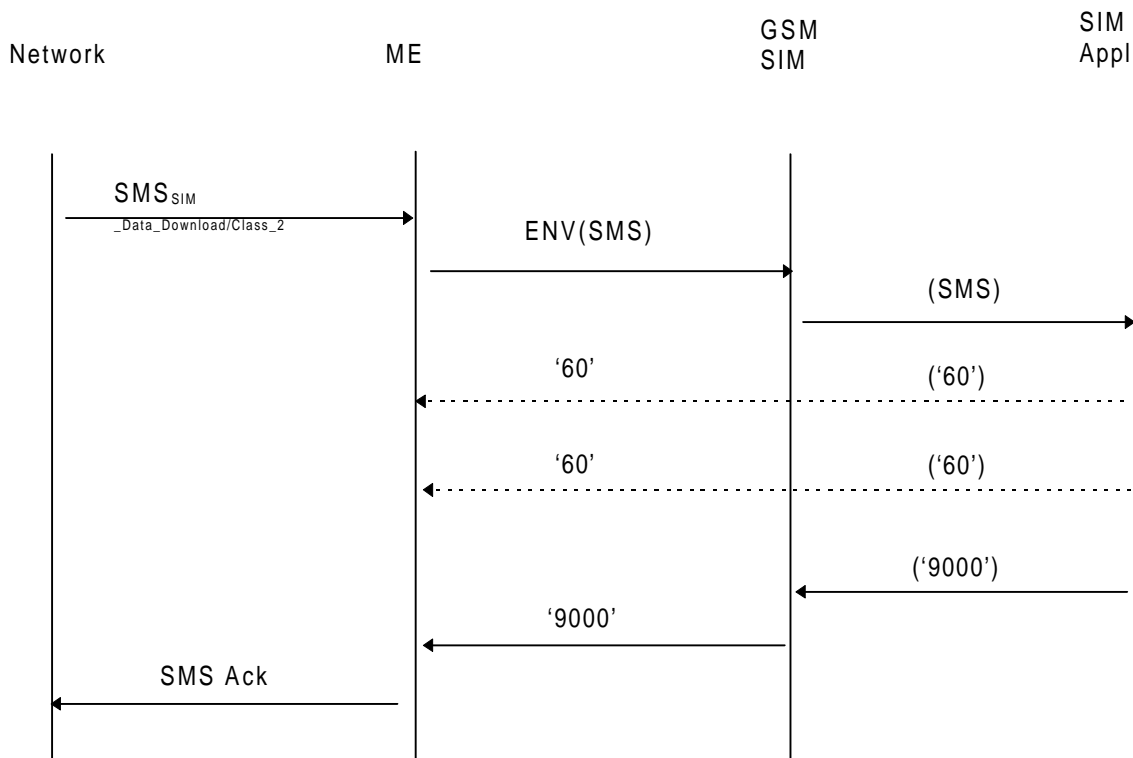 Network
ME
GSM
SIM
SIM
Appl
SMS SIM
_Data_Download/Class_2
ENV(SMS)
(SMS)
‘60’
(‘60’)
‘60’
(‘60’)
(‘9000’)
‘9000’
SMS Ack